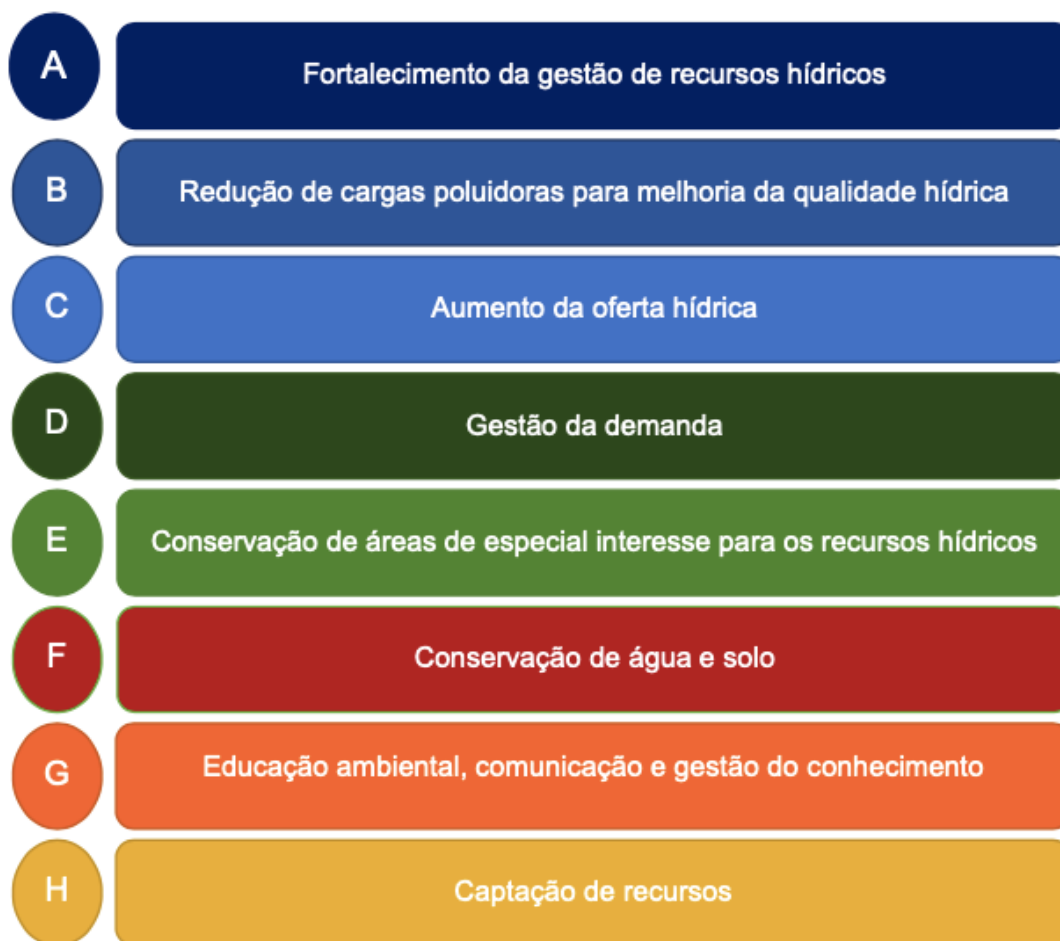 A
Fortalecimento da gestão de recursos hídricos
B
Redução de cargas poluidoras para melhoria da qualidade hídrica
C
Aumento da oferta hídrica
D
Gestão da demanda
E
Conservação de áreas de especial interesse para os recursos hídricos
F
Conservação de água e solo
G
Educação ambiental, comunicação e gestão do conhecimento
H
Captação de recursos